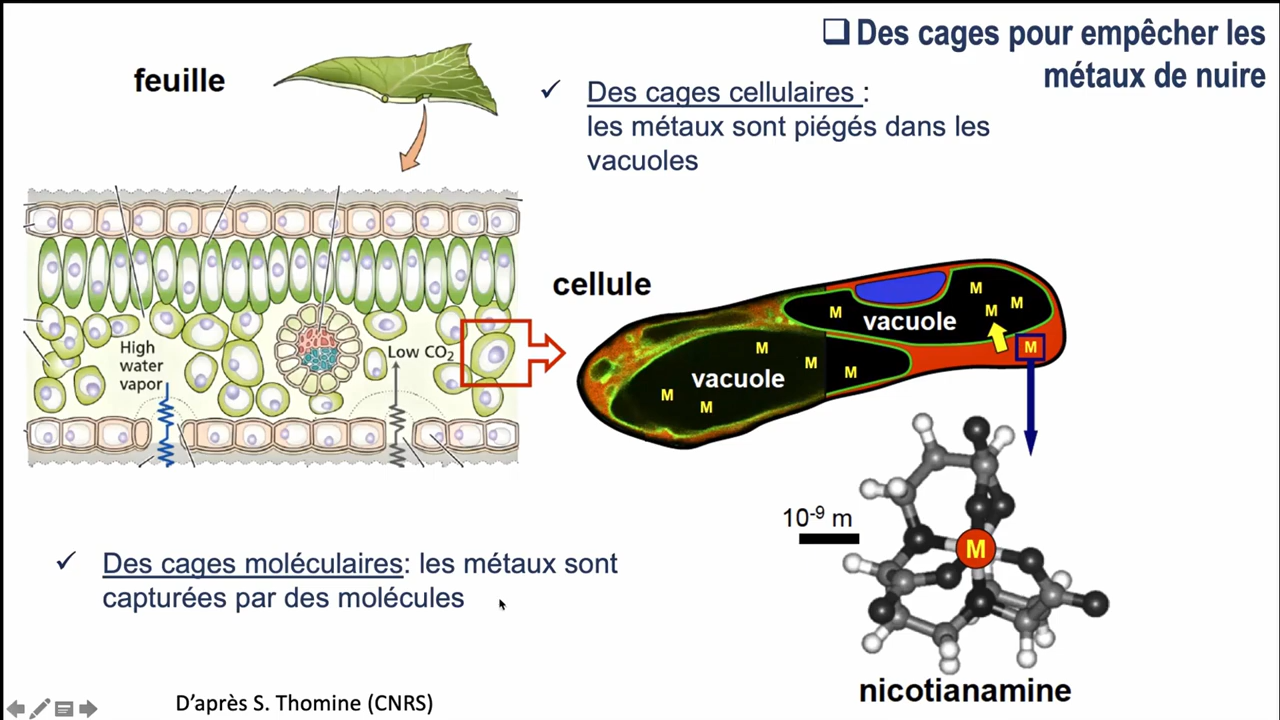 ❑ Des cages pour empêcher les
métaux de nuire
feuille
✓ Des cages cellulaires :
les métaux sont piégés dans les
vacuoles
cellule
High
water
vapor
Low CO₂
vacuole
vacuole
M
M
M
M
M
M
M
M
M
M
10⁻⁹ m
M
nicotianamine
✓ Des cages moléculaires: les métaux sont
capturées par des molécules
D'après S. Thomine (CNRS)